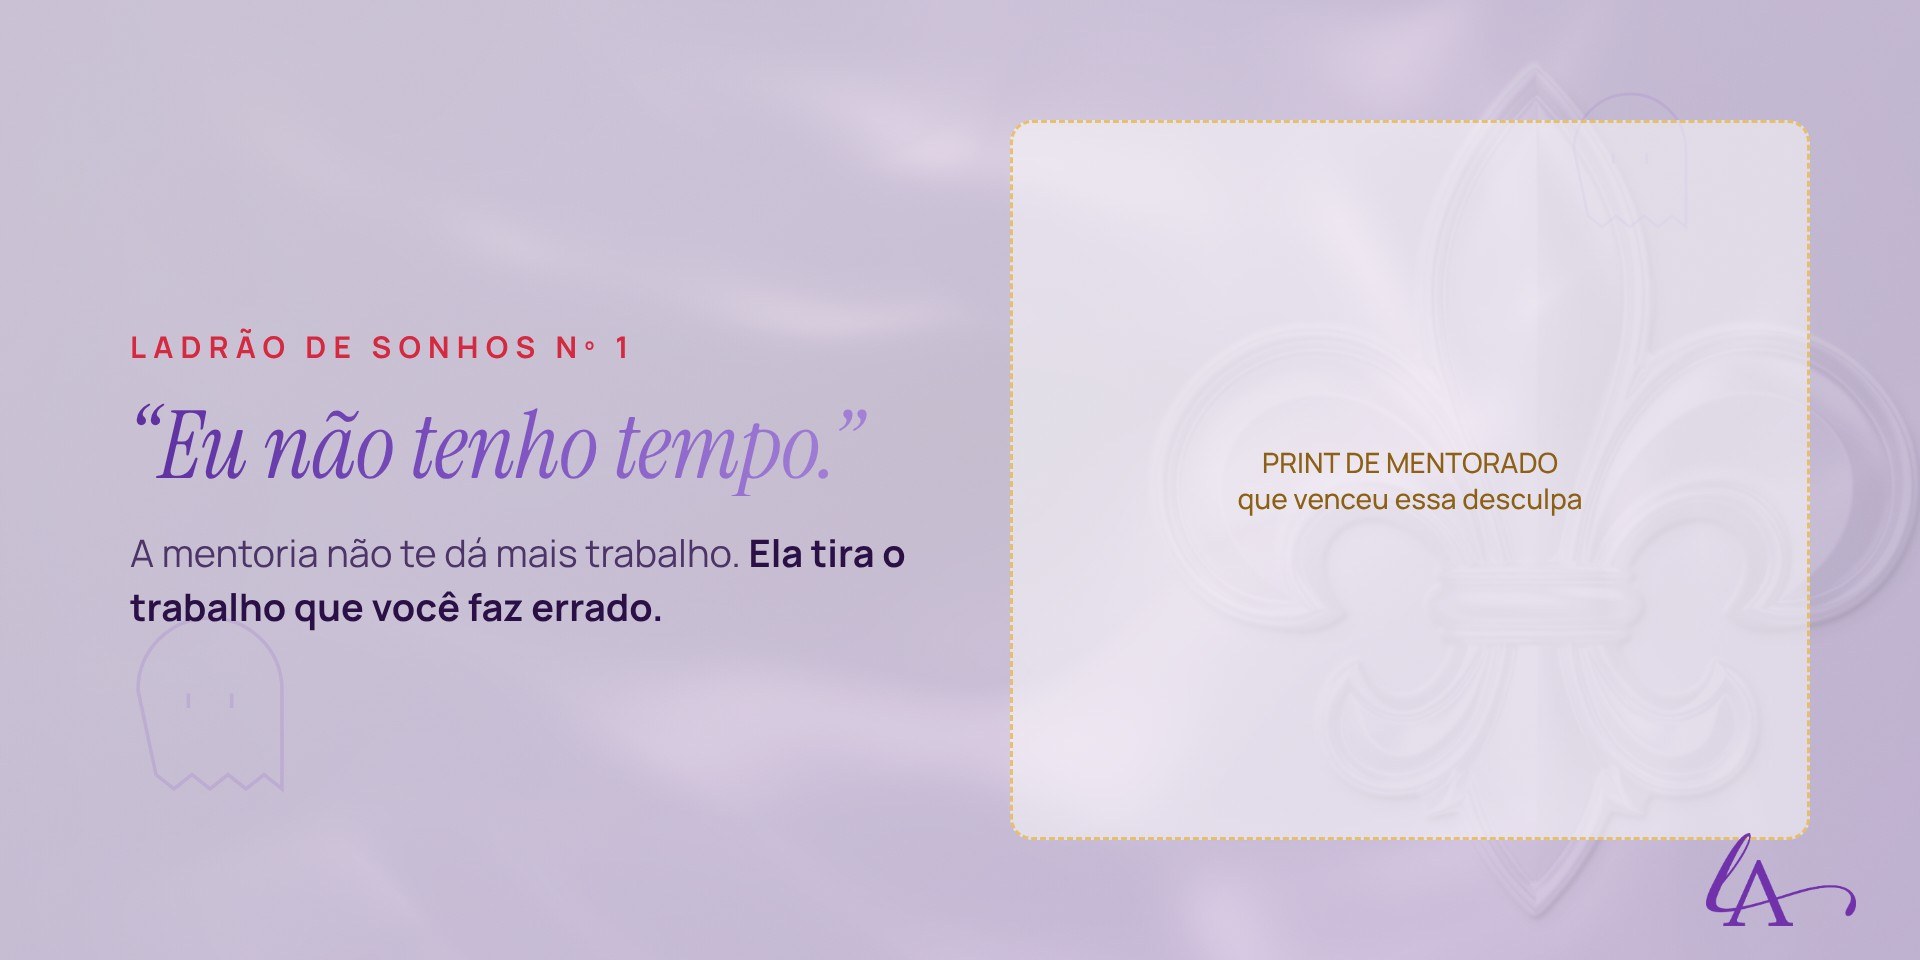 LADRÃO DE SONHOS Nº 1
“Eu não tenho tempo.”
A mentoria não te dá mais trabalho. Ela tira o
trabalho que você faz errado.
PRINT DE MENTORADO
que venceu essa desculpa
lA